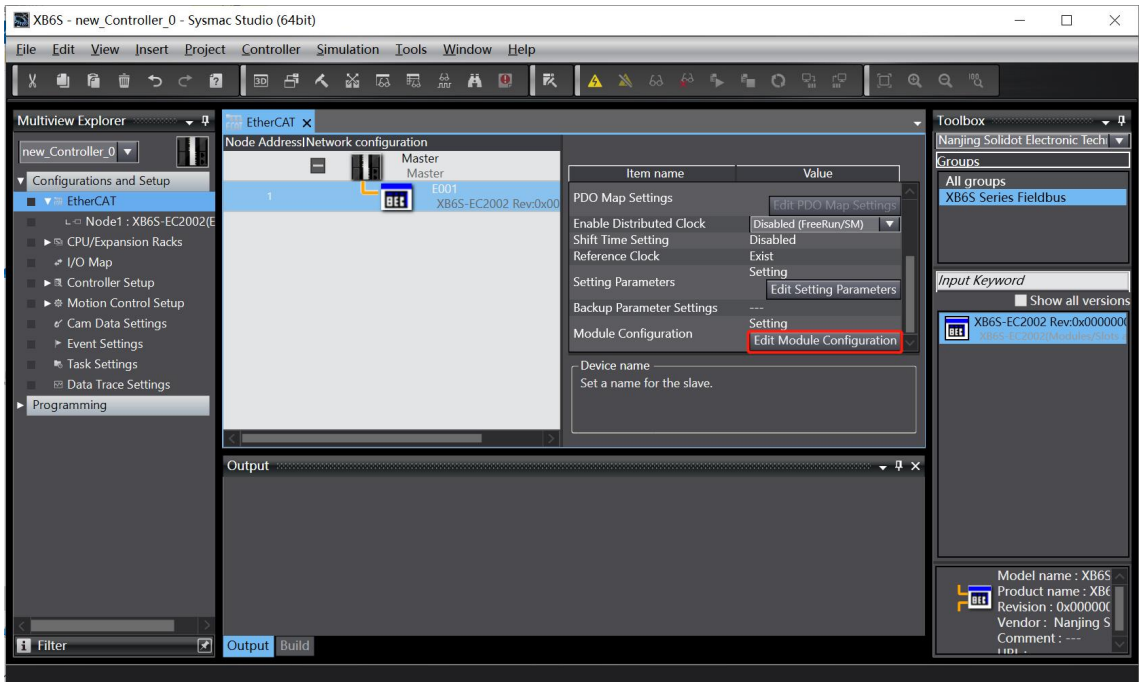 XB6S - new_Controller_0 - Sysmac Studio (64bit)
File Edit View Insert Project Controller Simulation Tools Window Help
Multiview Explorer
new_Controller_0
Configurations and Setup
EtherCAT
Node1 : XB6S-EC2002(E
CPU/Expansion Racks
I/O Map
Controller Setup
Motion Control Setup
Cam Data Settings
Event Settings
Task Settings
Data Trace Settings
Programming
Filter
EtherCAT
Node Address|Network configuration
Master
Master
1
E001
XB6S-EC2002 Rev:0x00
Item name Value
PDO Map Settings Edit PDO Map Settings
Enable Distributed Clock Disabled (FreeRun/SM)
Shift Time Setting Disabled
Reference Clock Exist
Setting Parameters Setting
Edit Setting Parameters
Backup Parameter Settings ---
Module Configuration Setting
Edit Module Configuration
Device name
Set a name for the slave.
Output
Output Build
Toolbox
Nanjing Solidot Electronic Tech
Groups
All groups
XB6S Series Fieldbus
Input Keyword
Show all versions
XB6S-EC2002 Rev:0x0000000
XB6S-EC2002(Modules/Slots
Model name : XB6S
Product name : XB6
Revision : 0x000000
Vendor : Nanjing S
Comment : ---
URL :